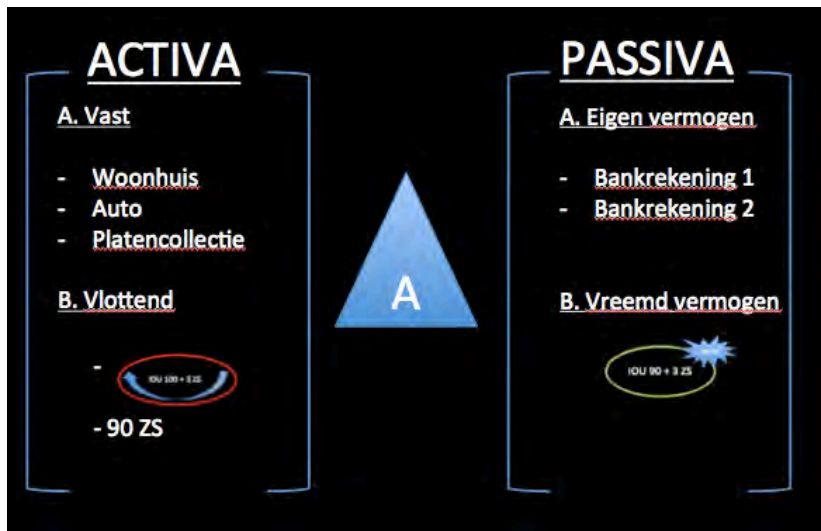 ACTIVA
A. Vast
- Woonhuis
- Auto
- Platencollectie
B. Vlottend
-
IOU 100 + 3 ZS
- 90 ZS
A
PASSIVA
A. Eigen vermogen
- Bankrekening 1
- Bankrekening 2
B. Vreemd vermogen
IOU 90 + 3 ZS